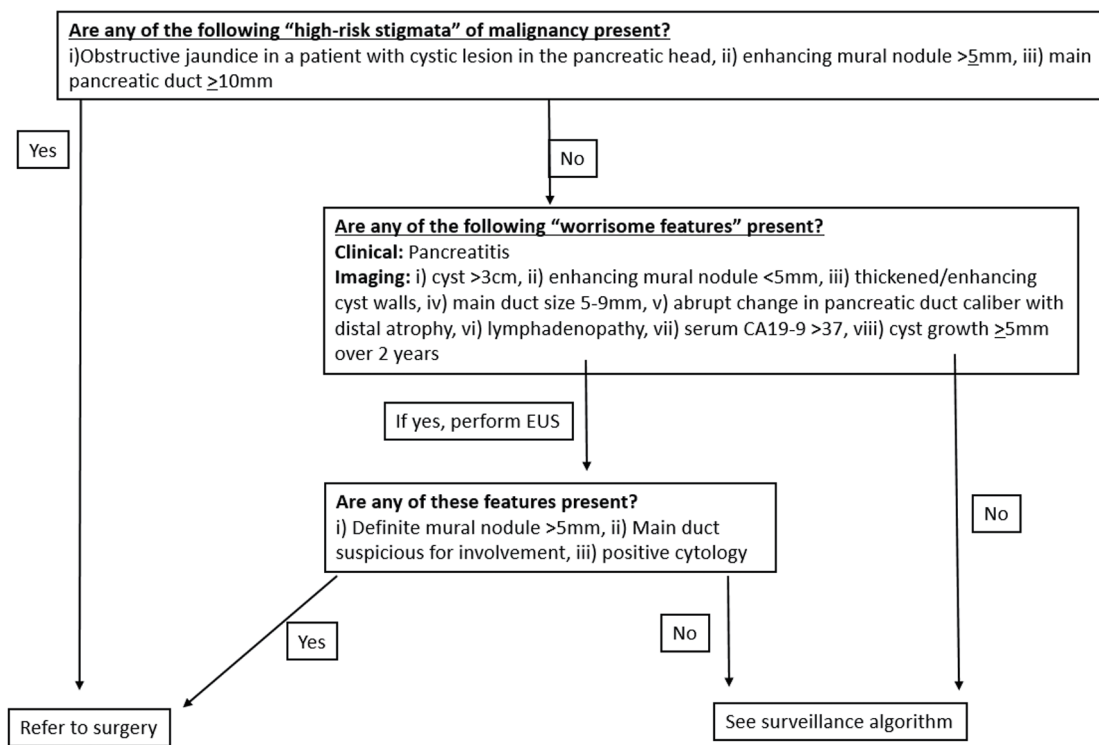 Are any of the following “high-risk stigmata” of malignancy present?
i)Obstructive jaundice in a patient with cystic lesion in the pancreatic head, ii) enhancing mural nodule >5mm, iii) main
pancreatic duct ≥10mm
Yes
No
Are any of the following “worrisome features” present?
Clinical: Pancreatitis
Imaging: i) cyst >3cm, ii) enhancing mural nodule <5mm, iii) thickened/enhancing
cyst walls, iv) main duct size 5-9mm, v) abrupt change in pancreatic duct caliber with
distal atrophy, vi) lymphadenopathy, vii) serum CA19-9 >37, viii) cyst growth ≥5mm
over 2 years
If yes, perform EUS
Are any of these features present?
i) Definite mural nodule >5mm, ii) Main duct
suspicious for involvement, iii) positive cytology
No
Yes
No
Refer to surgery
See surveillance algorithm